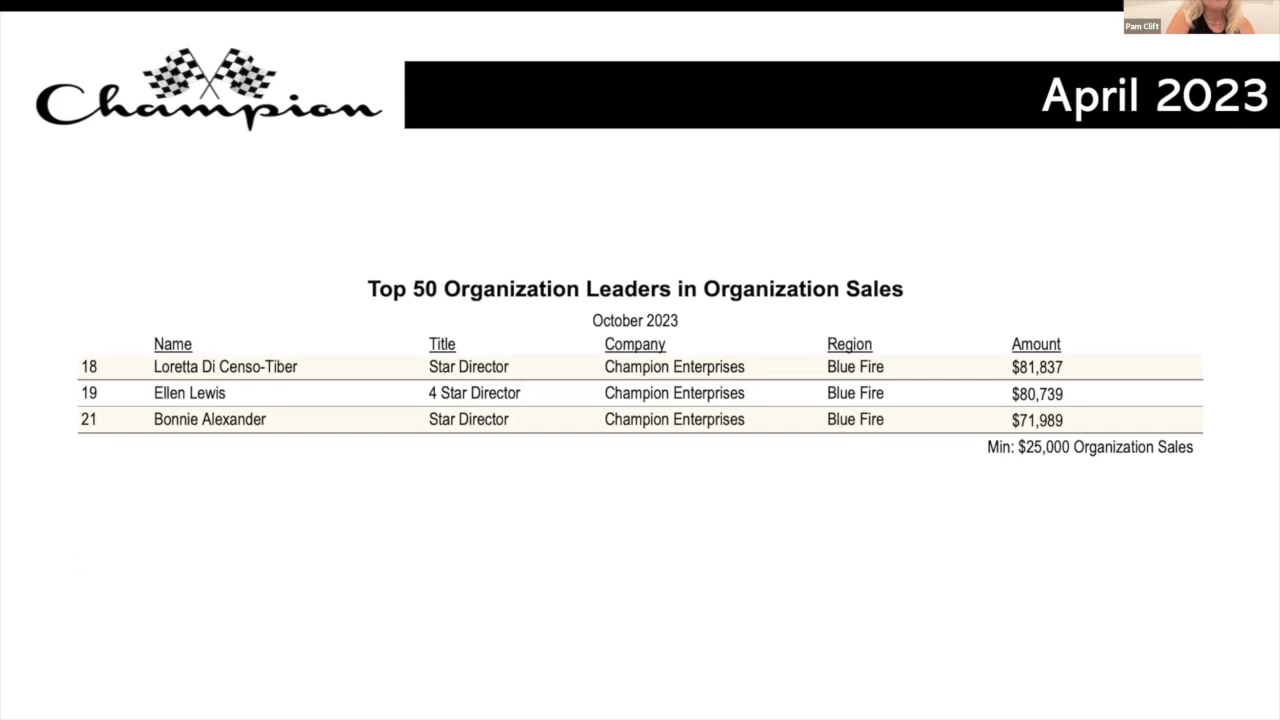 Pam Clift
Champion
April 2023
Top 50 Organization Leaders in Organization Sales
October 2023
Name Title Company Region Amount
18 Loretta Di Censo-Tiber Star Director Champion Enterprises Blue Fire $81,837
19 Ellen Lewis 4 Star Director Champion Enterprises Blue Fire $80,739
21 Bonnie Alexander Star Director Champion Enterprises Blue Fire $71,989
Min: $25,000 Organization Sales